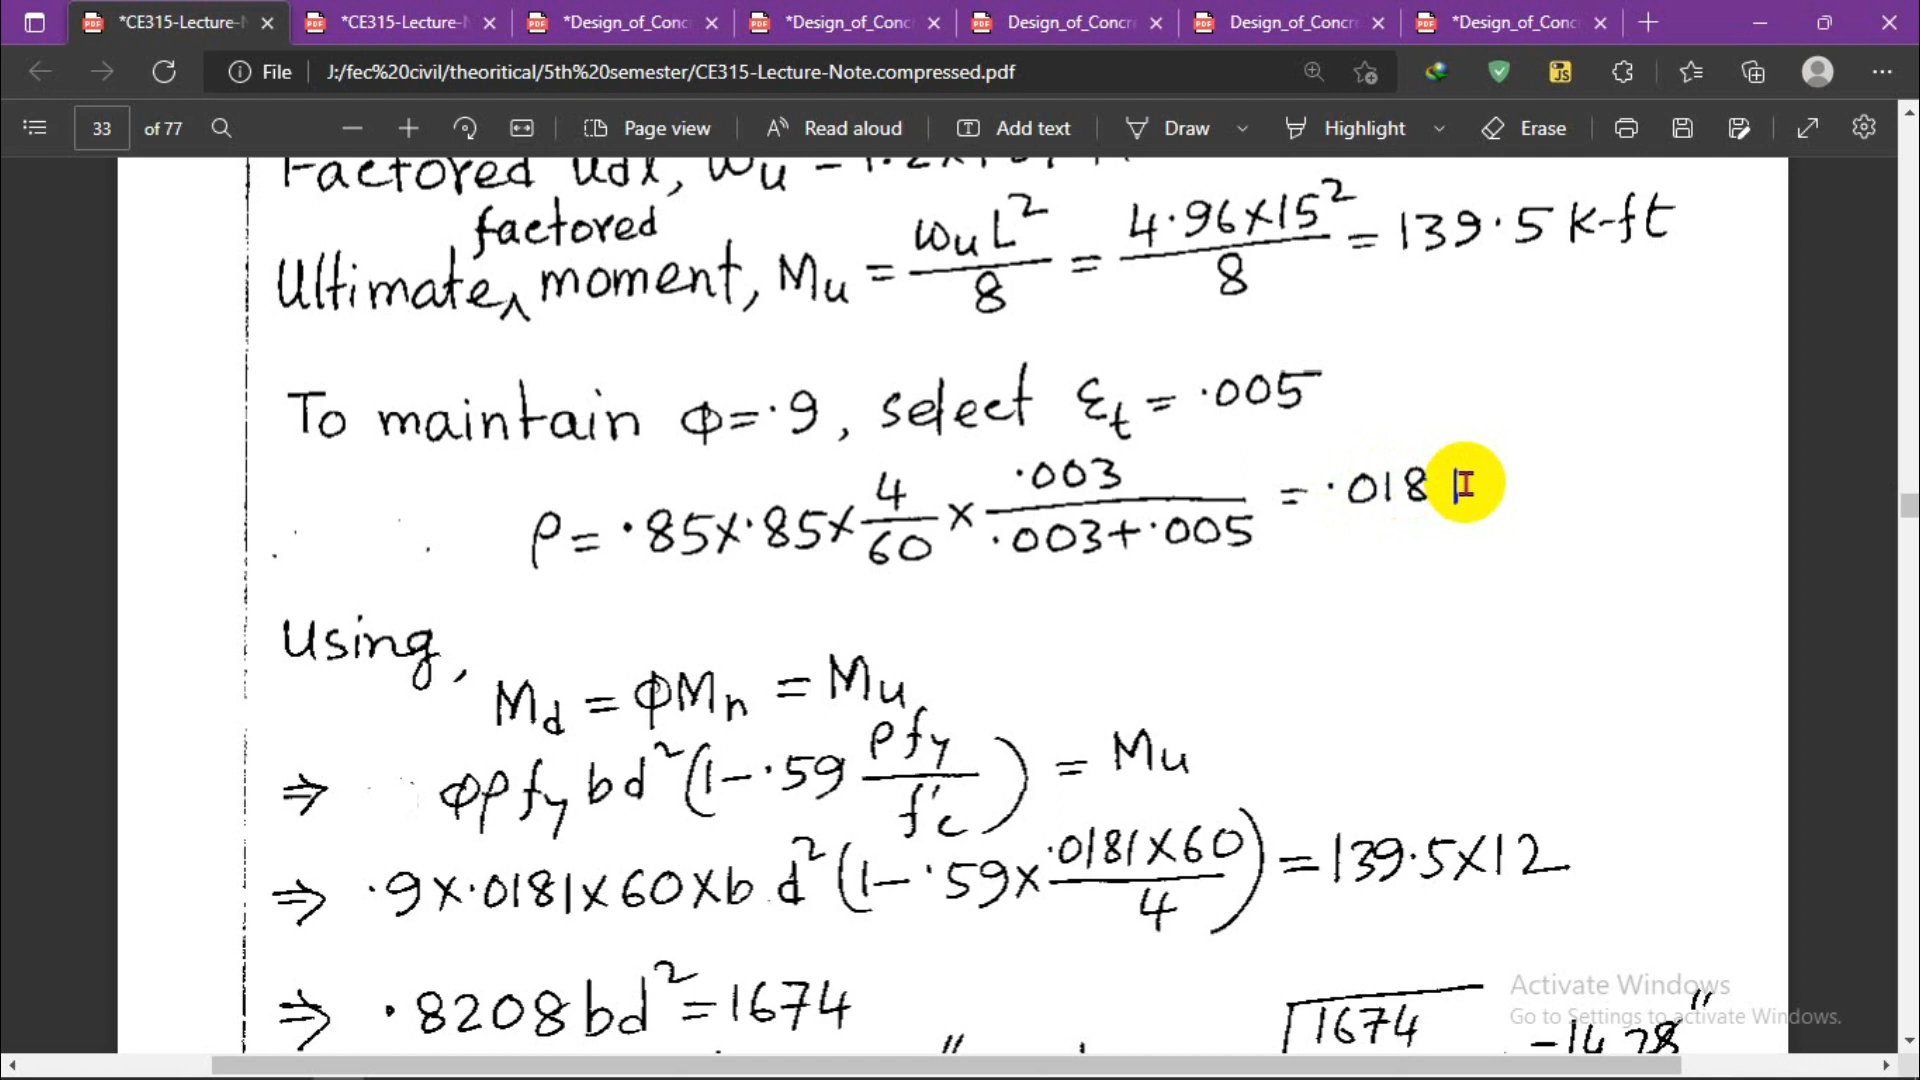 *CE315-Lecture-N
*CE315-Lecture-N
*Design_of_Conc
*Design_of_Conc
Design_of_Concr
Design_of_Concr
*Design_of_Conc
File J:/fec%20civil/theoritical/5th%20semester/CE315-Lecture-Note.compressed.pdf
33 of 77 Page view Read aloud Add text Draw Highlight Erase
Factored udl, Wu =
factored
Ultimate, ^ moment, Mu = WuL²/8 = 4.96×15²/8 = 139.5 K-ft
To maintain φ=.9, select εt = .005
ρ = .85×.85×4/60×.003/.003+.005 = .018
Using,
Md = φMn = Mu
⇒ φρfy bd²(1-.59 ρfy/f'c) = Mu
⇒ .9×.0181×60×bd²(1-.59×.0181×60/4) = 139.5×12
⇒ .8208bd² = 1674
1674
Activate Windows
Go to Settings to activate Windows.